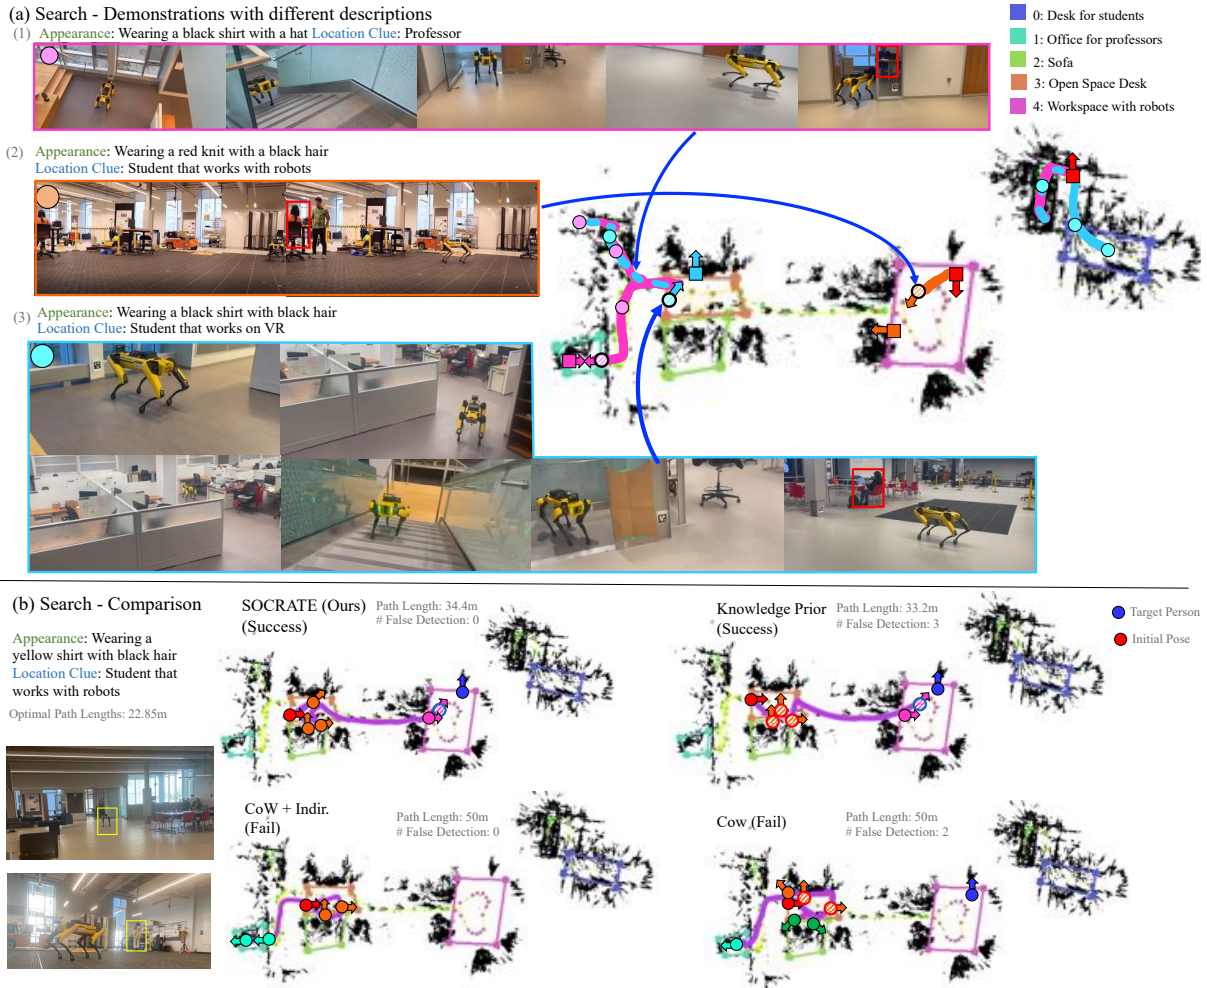 (a) Search - Demonstrations with different descriptions
(1) Appearance: Wearing a black shirt with a hat Location Clue: Professor
0: Desk for students
1: Office for professors
2: Sofa
3: Open Space Desk
4: Workspace with robots
(2) Appearance: Wearing a red knit with a black hair
Location Clue: Student that works with robots
(3) Appearance: Wearing a black shirt with black hair
Location Clue: Student that works on VR
(b) Search - Comparison
Appearance: Wearing a
yellow shirt with black hair
Location Clue: Student that
works with robots
Optimal Path Lengths: 22.85m
SOCRATE (Ours)
(Success)
Path Length: 34.4m
# False Detection: 0
Knowledge Prior
(Success)
Path Length: 33.2m
# False Detection: 3
Target Person
Initial Pose
CoW + Indir.
(Fail)
Path Length: 50m
# False Detection: 0
Cow (Fail)
Path Length: 50m
# False Detection: 2